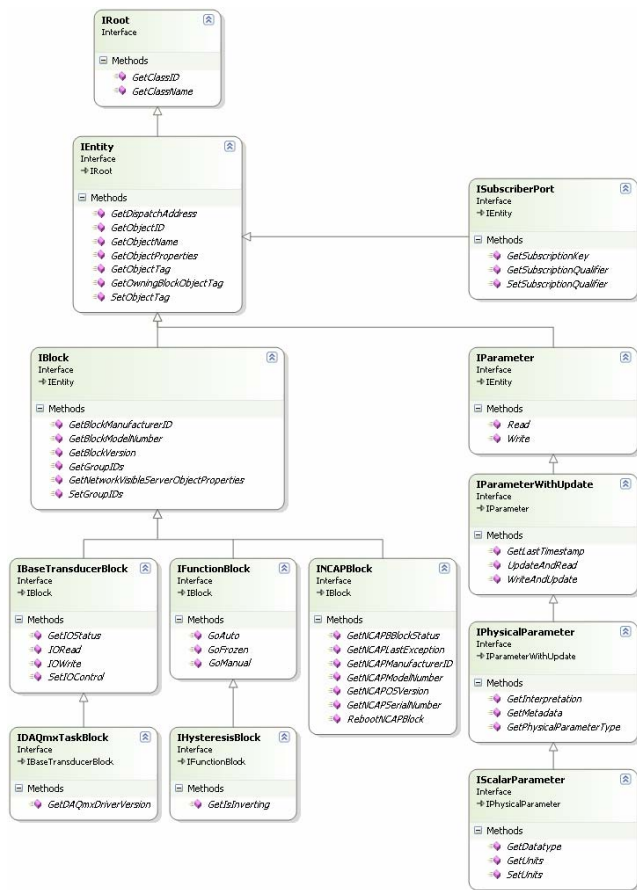 IRoot
Interface
Methods
GetClassID
GetClassName
IEntity
Interface
IRoot
Methods
GetDispatchAddress
GetObjectID
GetObjectName
GetObjectProperties
GetObjectTag
GetOwningBlockObjectTag
SetObjectTag
ISubscriberPort
Interface
IEntity
Methods
GetSubscriptionKey
GetSubscriptionQualifier
SetSubscriptionQualifier
IBlock
Interface
IEntity
Methods
GetBlockManufacturerID
GetBlockModelNumber
GetBlockVersion
GetGroupIDs
GetNetworkVisibleServerObjectProperties
SetGroupIDs
IParameter
Interface
IEntity
Methods
Read
Write
IParameterWithUpdate
Interface
IParameter
Methods
GetLastTimestamp
UpdateAndRead
WriteAndUpdate
IBaseTransducerBlock
Interface
IBlock
Methods
GetIOStatus
IORead
IOWrite
SetIOControl
IFunctionBlock
Interface
IBlock
Methods
GoAuto
GoFrozen
GoManual
INCAPBlock
Interface
IBlock
Methods
GetNCAPBBlockStatus
GetNCAPLastException
GetNCAPManufacturerID
GetNCAPModelNumber
GetNCAPOSVersion
GetNCAPSerialNumber
RebootNCAPBlock
IPhysicalParameter
Interface
IParameterWithUpdate
Methods
GetInterpretation
GetMetadata
GetPhysicalParameterType
IDAQmxTaskBlock
Interface
IBaseTransducerBlock
Methods
GetDAQmxDriverVersion
IHysteresisBlock
Interface
IFunctionBlock
Methods
GetIsInverting
IScalarParameter
Interface
IPhysicalParameter
Methods
GetDatatype
GetUnits
SetUnits